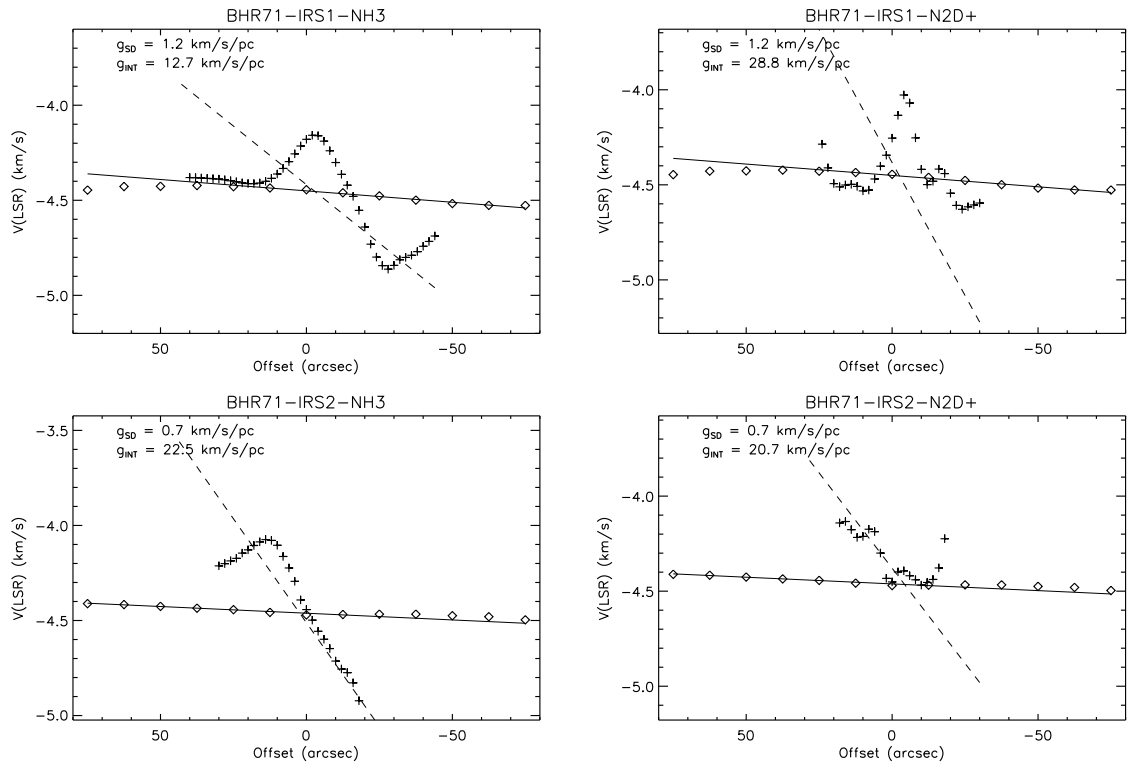 BHR71-IRS1-NH3
g_SD = 1.2 km/s/pc
g_INT = 12.7 km/s/pc
V(LSR) (km/s)
-4.0
-4.5
-5.0
50
0
-50
Offset (arcsec)
BHR71-IRS1-N2D+
g_SD = 1.2 km/s/pc
g_INT = 28.8 km/s/pc
V(LSR) (km/s)
-4.0
-4.5
-5.0
50
0
-50
Offset (arcsec)
BHR71-IRS2-NH3
g_SD = 0.7 km/s/pc
g_INT = 22.5 km/s/pc
V(LSR) (km/s)
-3.5
-4.0
-4.5
-5.0
50
0
-50
Offset (arcsec)
BHR71-IRS2-N2D+
g_SD = 0.7 km/s/pc
g_INT = 20.7 km/s/pc
V(LSR) (km/s)
-4.0
-4.5
-5.0
50
0
-50
Offset (arcsec)